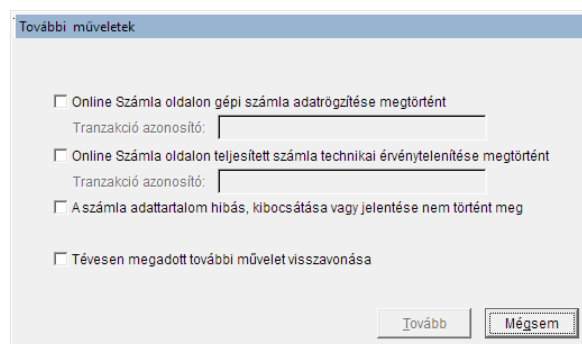 További műveletek
Online Számla oldalon gépi számla adatrögzítése megtörtént
Tranzakció azonosító:
Online Számla oldalon teljesített számla technikai érvénytelenítése megtörtént
Tranzakció azonosító:
A számla adattartalom hibás, kibocsátása vagy jelentése nem történt meg
Tévesen megadott további művelet visszavonása
Tovább Mégsem